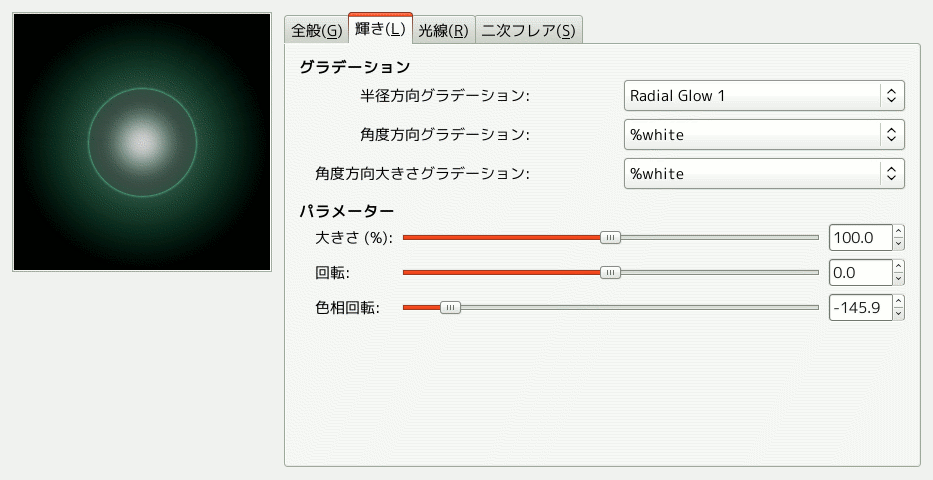 全般(G) 輝き(L) 光線(R) 二次フレア(S)
グラデーション
半径方向グラデーション: Radial Glow 1
角度方向グラデーション: %white
角度方向大きさグラデーション: %white
パラメーター
大きさ (%): 100.0
回転: 0.0
色相回転: -145.9